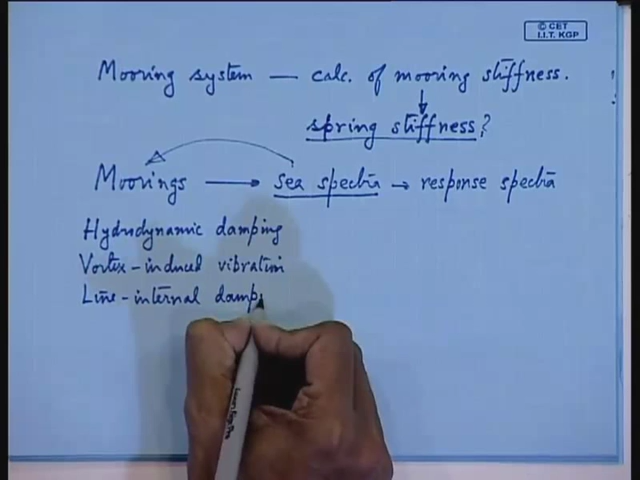 © CET
I.I.T. KGP
Mooring system — calc. of mooring stiffness.
spring stiffness?
Moorings → sea spectra → response spectra
Hydrodynamic damping
Vortex-induced vibration
Line-internal damp